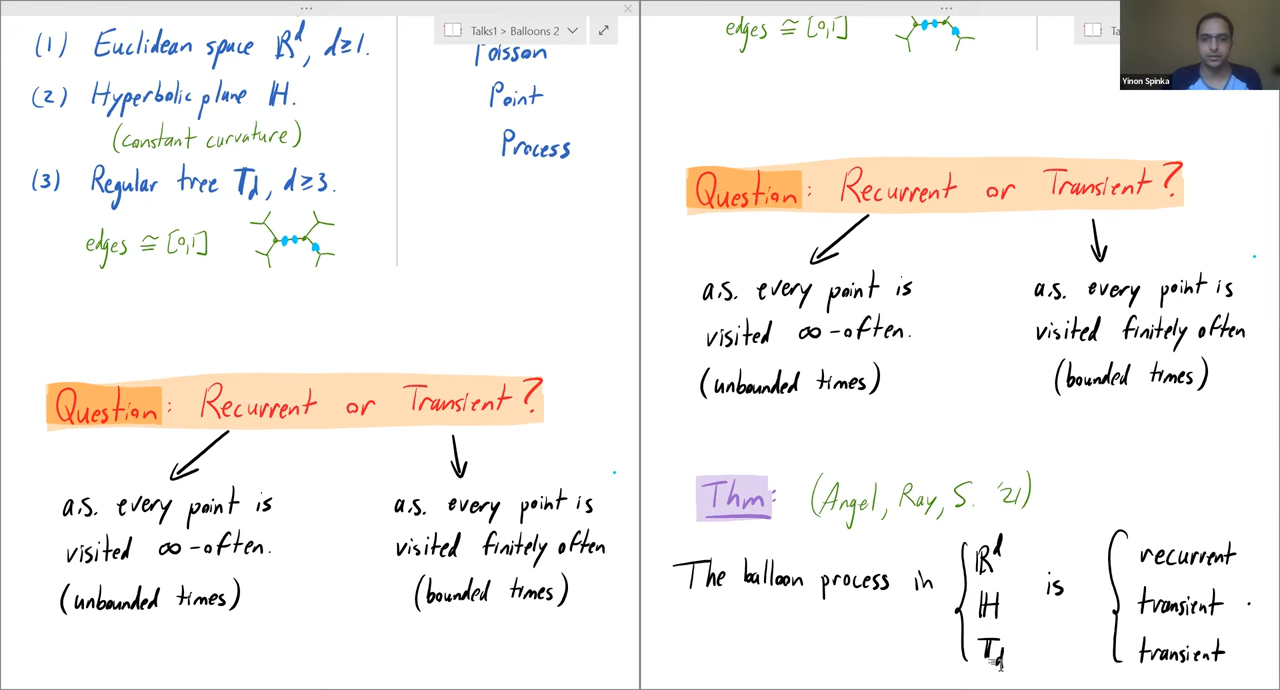 (1) Euclidean space ℝᵈ, d≥1.
(2) Hyperbolic plane ℍ.
(constant curvature)
(3) Regular tree 𝕋_d, d≥3.
edges ≅ [0,1]
Talks1 > Balloons 2
Poisson
Point
Process
Question: Recurrent or Transient?
a.s. every point is
visited ∞-often.
(unbounded times)
a.s. every point is
visited finitely often
(bounded times)
edges ≅ [0,1]
Ta
Yinon Spinka
Question: Recurrent or Transient?
a.s. every point is
visited ∞-often.
(unbounded times)
a.s. every point is
visited finitely often
(bounded times)
Thm: (Angel, Ray, S. '21)
The balloon process in { ℝᵈ is { recurrent
ℍ transient .
𝕋_d transient